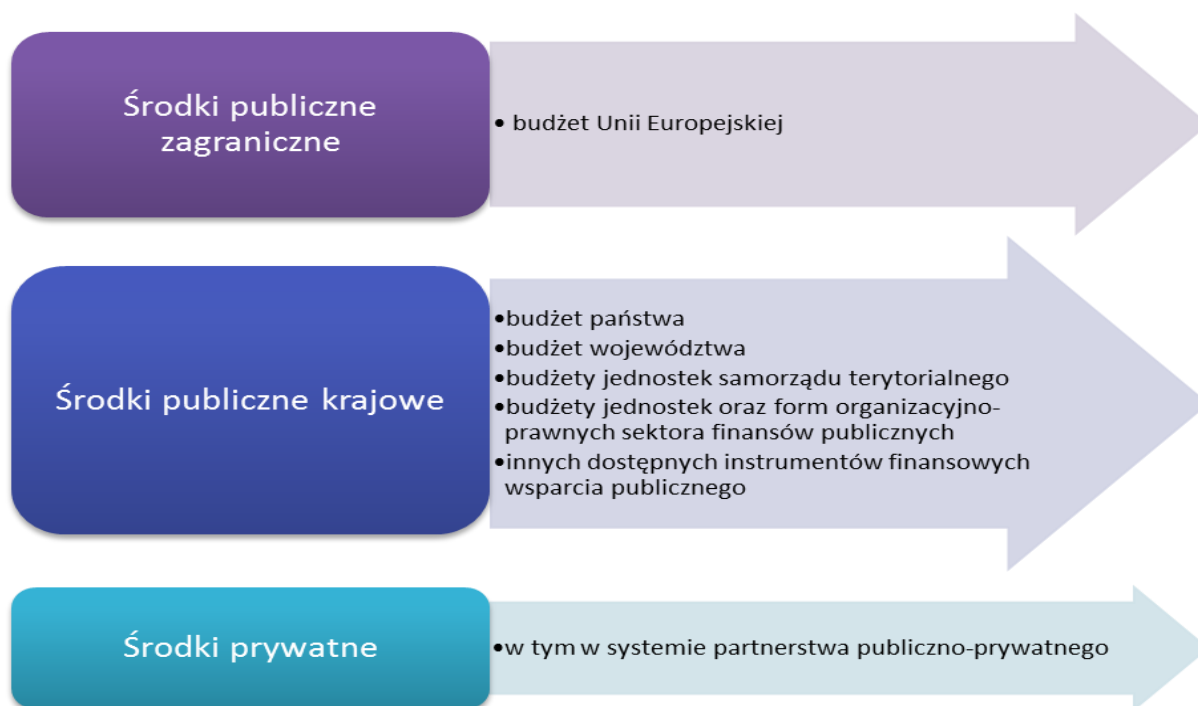 Środki publiczne
zagraniczne
• budżet Unii Europejskiej
Środki publiczne krajowe
•budżet państwa
•budżet województwa
•budżety jednostek samorządu terytorialnego
•budżety jednostek oraz form organizacyjno-
prawnych sektora finansów publicznych
•innych dostępnych instrumentów finansowych
wsparcia publicznego
Środki prywatne
•w tym w systemie partnerstwa publiczno-prywatnego